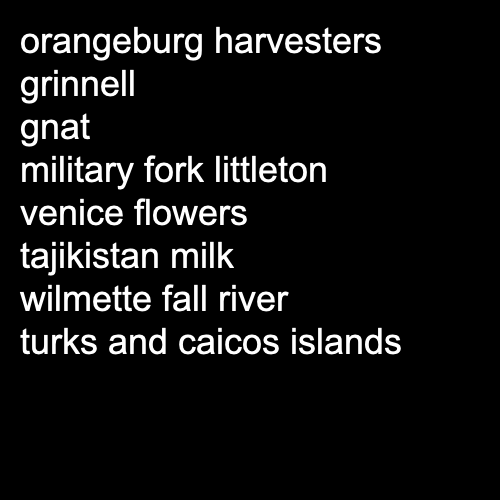 orangeburg harvesters
grinnell
gnat
military fork littleton
venice flowers
tajikistan milk
wilmette fall river
turks and caicos islands